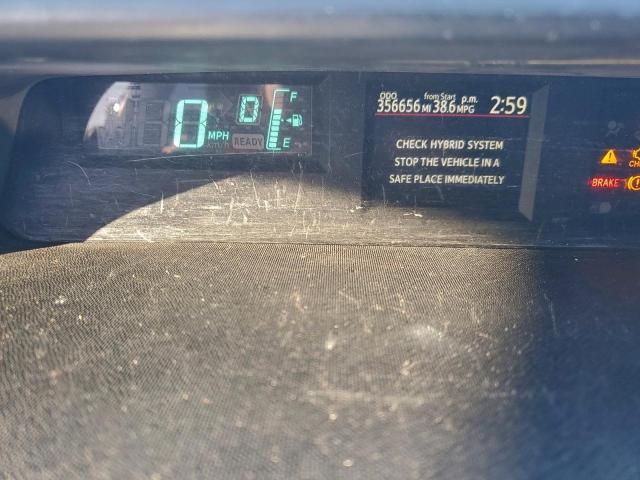 0 MPH
km/h
D
READY
F
E
ODO
from Start
p.m.
356656 MI 38.6 MPG 2:59
CHECK HYBRID SYSTEM
STOP THE VEHICLE IN A
SAFE PLACE IMMEDIATELY
BRAKE